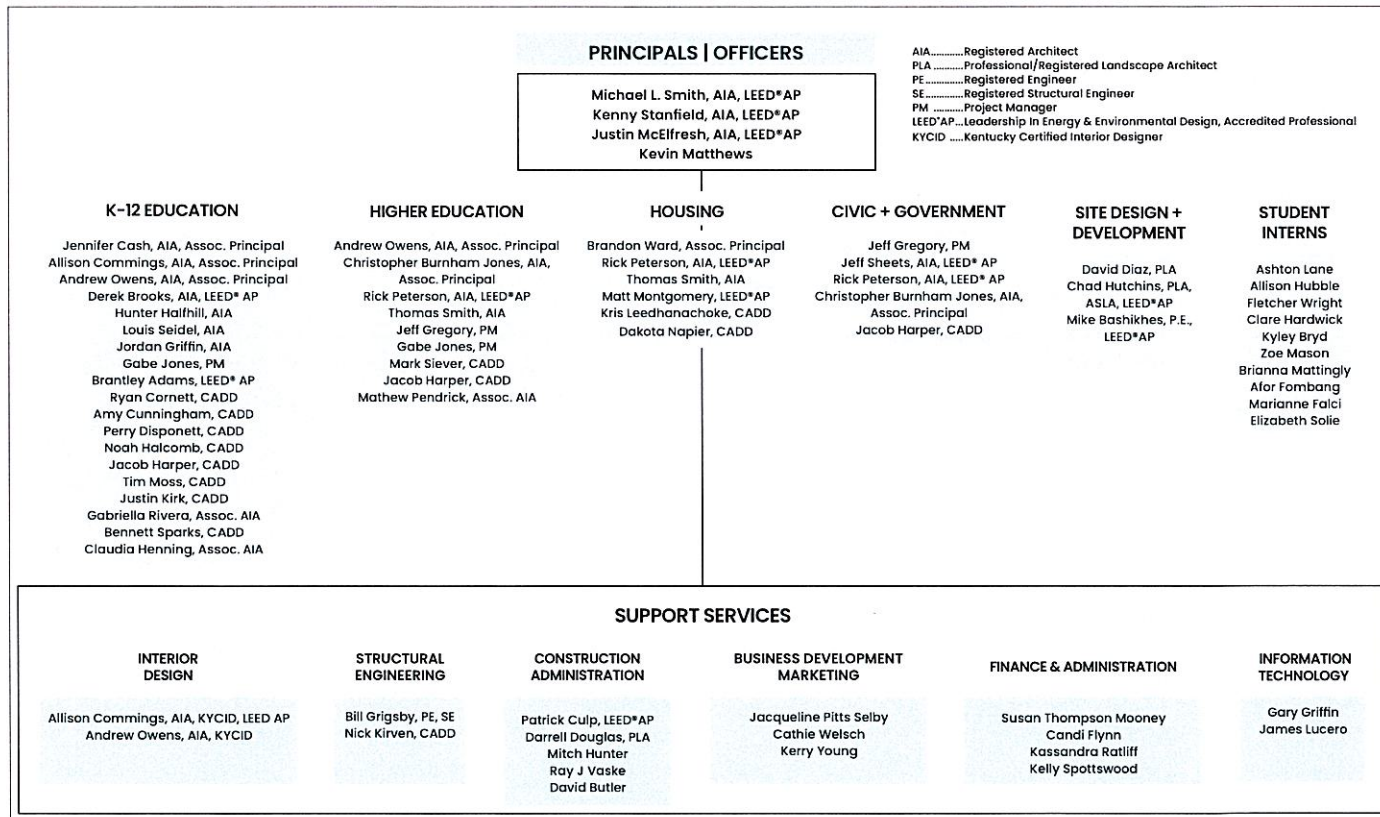 PRINCIPALS | OFFICERS
Michael L. Smith, AIA, LEED®AP
Kenny Stanfield, AIA, LEED®AP
Justin McElfresh, AIA, LEED®AP
Kevin Matthews
AIA............Registered Architect
PLA ...........Professional/Registered Landscape Architect
PE ..............Registered Engineer
SE ..............Registered Structural Engineer
PM ...........Project Manager
LEED®AP...Leadership In Energy & Environmental Design, Accredited Professional
KYCID .....Kentucky Certified Interior Designer
K-12 EDUCATION
Jennifer Cash, AIA, Assoc. Principal
Allison Commings, AIA, Assoc. Principal
Andrew Owens, AIA, Assoc. Principal
Derek Brooks, AIA, LEED® AP
Hunter Halfhill, AIA
Louis Seidel, AIA
Jordan Griffin, AIA
Gabe Jones, PM
Brantley Adams, LEED® AP
Ryan Cornett, CADD
Amy Cunningham, CADD
Perry Disponett, CADD
Noah Halcomb, CADD
Jacob Harper, CADD
Tim Moss, CADD
Justin Kirk, CADD
Gabriella Rivera, Assoc. AIA
Bennett Sparks, CADD
Claudia Henning, Assoc. AIA
HIGHER EDUCATION
Andrew Owens, AIA, Assoc. Principal
Christopher Burnham Jones, AIA,
Assoc. Principal
Rick Peterson, AIA, LEED®AP
Thomas Smith, AIA
Jeff Gregory, PM
Gabe Jones, PM
Mark Siever, CADD
Jacob Harper, CADD
Mathew Pendrick, Assoc. AIA
HOUSING
Brandon Ward, Assoc. Principal
Rick Peterson, AIA, LEED®AP
Thomas Smith, AIA
Matt Montgomery, LEED®AP
Kris Leedhanachoke, CADD
Dakota Napier, CADD
CIVIC + GOVERNMENT
Jeff Gregory, PM
Jeff Sheets, AIA, LEED® AP
Rick Peterson, AIA, LEED® AP
Christopher Burnham Jones, AIA,
Assoc. Principal
Jacob Harper, CADD
SITE DESIGN +
DEVELOPMENT
David Diaz, PLA
Chad Hutchins, PLA,
ASLA, LEED®AP
Mike Bashikhes, P.E.,
LEED®AP
STUDENT
INTERNS
Ashton Lane
Allison Hubble
Fletcher Wright
Clare Hardwick
Kyley Bryd
Zoe Mason
Brianna Mattingly
Afor Fombang
Marianne Falci
Elizabeth Solie
SUPPORT SERVICES
INTERIOR
DESIGN
Allison Commings, AIA, KYCID, LEED AP
Andrew Owens, AIA, KYCID
STRUCTURAL
ENGINEERING
Bill Grigsby, PE, SE
Nick Kirven, CADD
CONSTRUCTION
ADMINISTRATION
Patrick Culp, LEED®AP
Darrell Douglas, PLA
Mitch Hunter
Ray J Vaske
David Butler
BUSINESS DEVELOPMENT
MARKETING
Jacqueline Pitts Selby
Cathie Welsch
Kerry Young
FINANCE & ADMINISTRATION
Susan Thompson Mooney
Candi Flynn
Kassandra Ratliff
Kelly Spottswood
INFORMATION
TECHNOLOGY
Gary Griffin
James Lucero